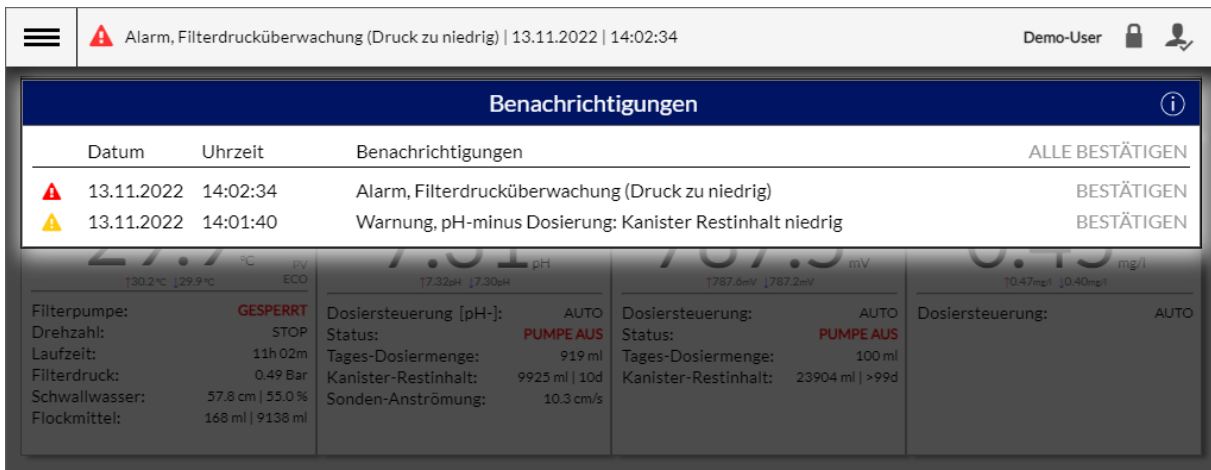 Alarm, Filterdrucküberwachung (Druck zu niedrig) | 13.11.2022 | 14:02:34 Demo-User
Benachrichtigungen
Datum Uhrzeit Benachrichtigungen ALLE BESTÄTIGEN
13.11.2022 14:02:34 Alarm, Filterdrucküberwachung (Druck zu niedrig) BESTÄTIGEN
13.11.2022 14:01:40 Warnung, pH-minus Dosierung: Kanister Restinhalt niedrig BESTÄTIGEN
°C PV pH mV mg/l
↑30.2°C ↓29.9°C ECO ↑7.32pH ↓7.30pH ↑787.6mV ↓787.2mV ↑0.47mg/l ↓0.40mg/l
Filterpumpe: GESPERRT Dosiersteuerung [pH-]: AUTO Dosiersteuerung: AUTO Dosiersteuerung: AUTO
Drehzahl: STOP Status: PUMPE AUS Status: PUMPE AUS
Laufzeit: 11h 02m Tages-Dosiermenge: 919 ml Tages-Dosiermenge: 100 ml
Filterdruck: 0.49 Bar Kanister-Restinhalt: 9925 ml | 10d Kanister-Restinhalt: 23904 ml | >99d
Schwallwasser: 57.8 cm | 55.0 % Sonden-Anströmung: 10.3 cm/s
Flockmittel: 168 ml | 9138 ml